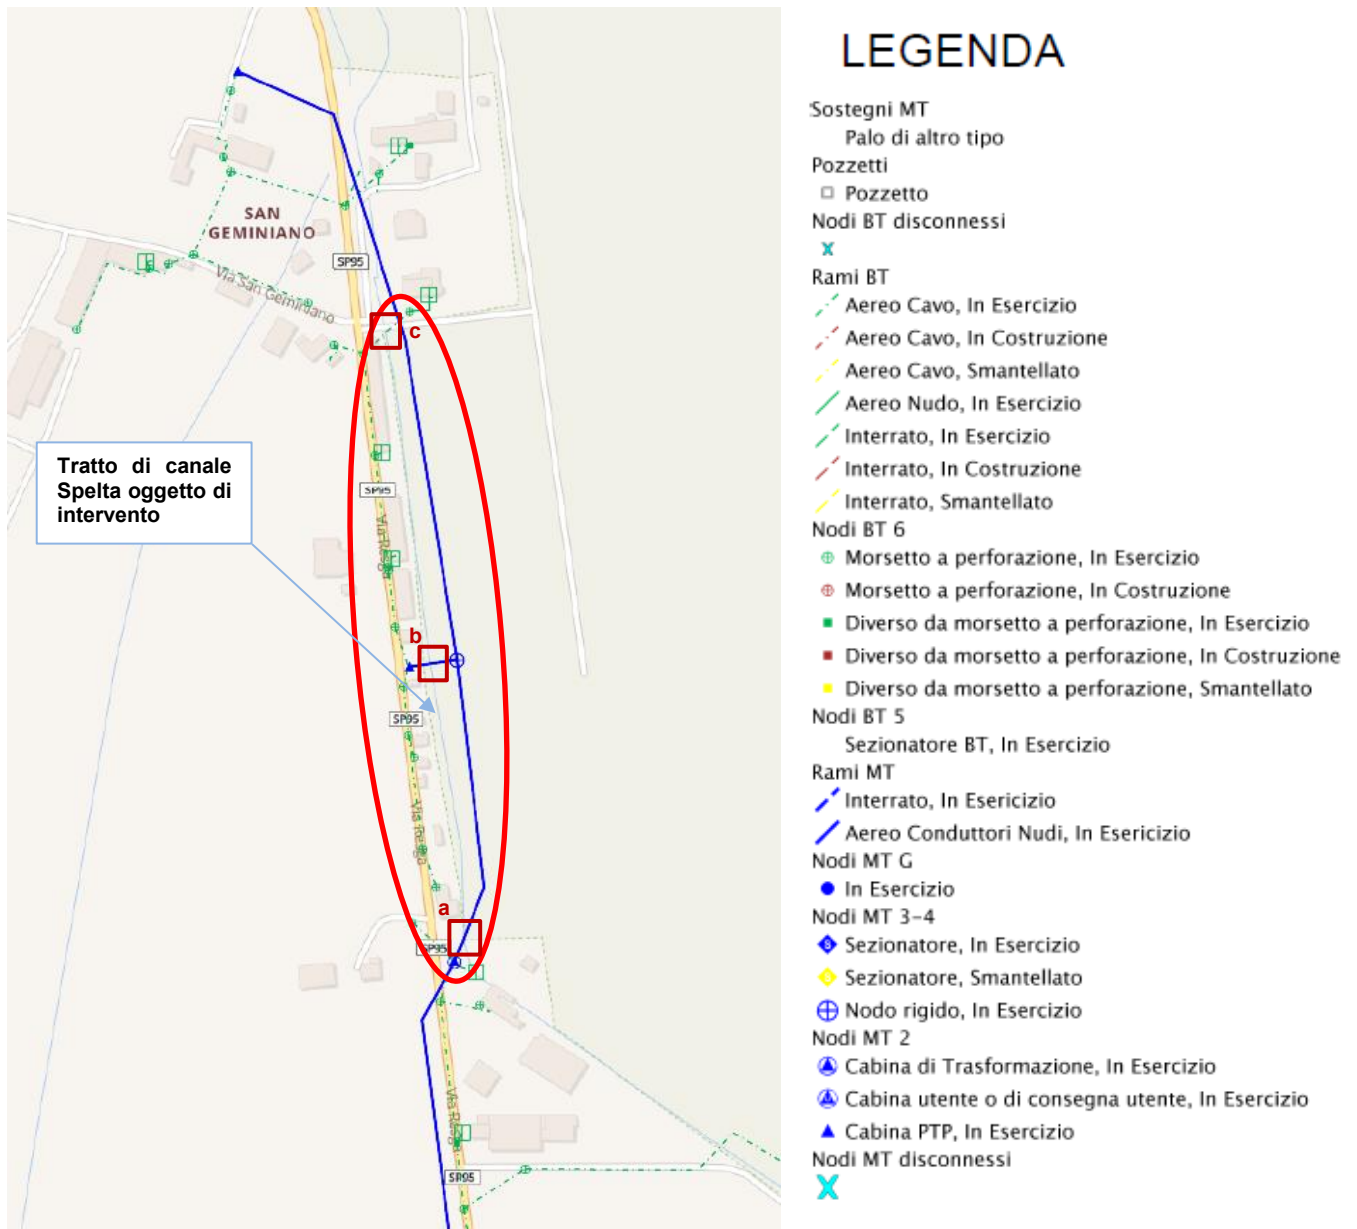 SAN
GEMINIANO
SP95
Via San Geminiano
c
SP95
Via Rega
Tratto di canale
Spelta oggetto di
intervento
b
SP95
Via Rega
a
SP95
Via Rega
SP95
LEGENDA
Sostegni MT
Palo di altro tipo
Pozzetti
Pozzetto
Nodi BT disconnessi
Rami BT
Aereo Cavo, In Esercizio
Aereo Cavo, In Costruzione
Aereo Cavo, Smantellato
Aereo Nudo, In Esercizio
Interrato, In Esercizio
Interrato, In Costruzione
Interrato, Smantellato
Nodi BT 6
Morsetto a perforazione, In Esercizio
Morsetto a perforazione, In Costruzione
Diverso da morsetto a perforazione, In Esercizio
Diverso da morsetto a perforazione, In Costruzione
Diverso da morsetto a perforazione, Smantellato
Nodi BT 5
Sezionatore BT, In Esercizio
Rami MT
Interrato, In Esericizio
Aereo Conduttori Nudi, In Esericizio
Nodi MT G
In Esercizio
Nodi MT 3-4
Sezionatore, In Esercizio
Sezionatore, Smantellato
Nodo rigido, In Esercizio
Nodi MT 2
Cabina di Trasformazione, In Esercizio
Cabina utente o di consegna utente, In Esercizio
Cabina PTP, In Esercizio
Nodi MT disconnessi